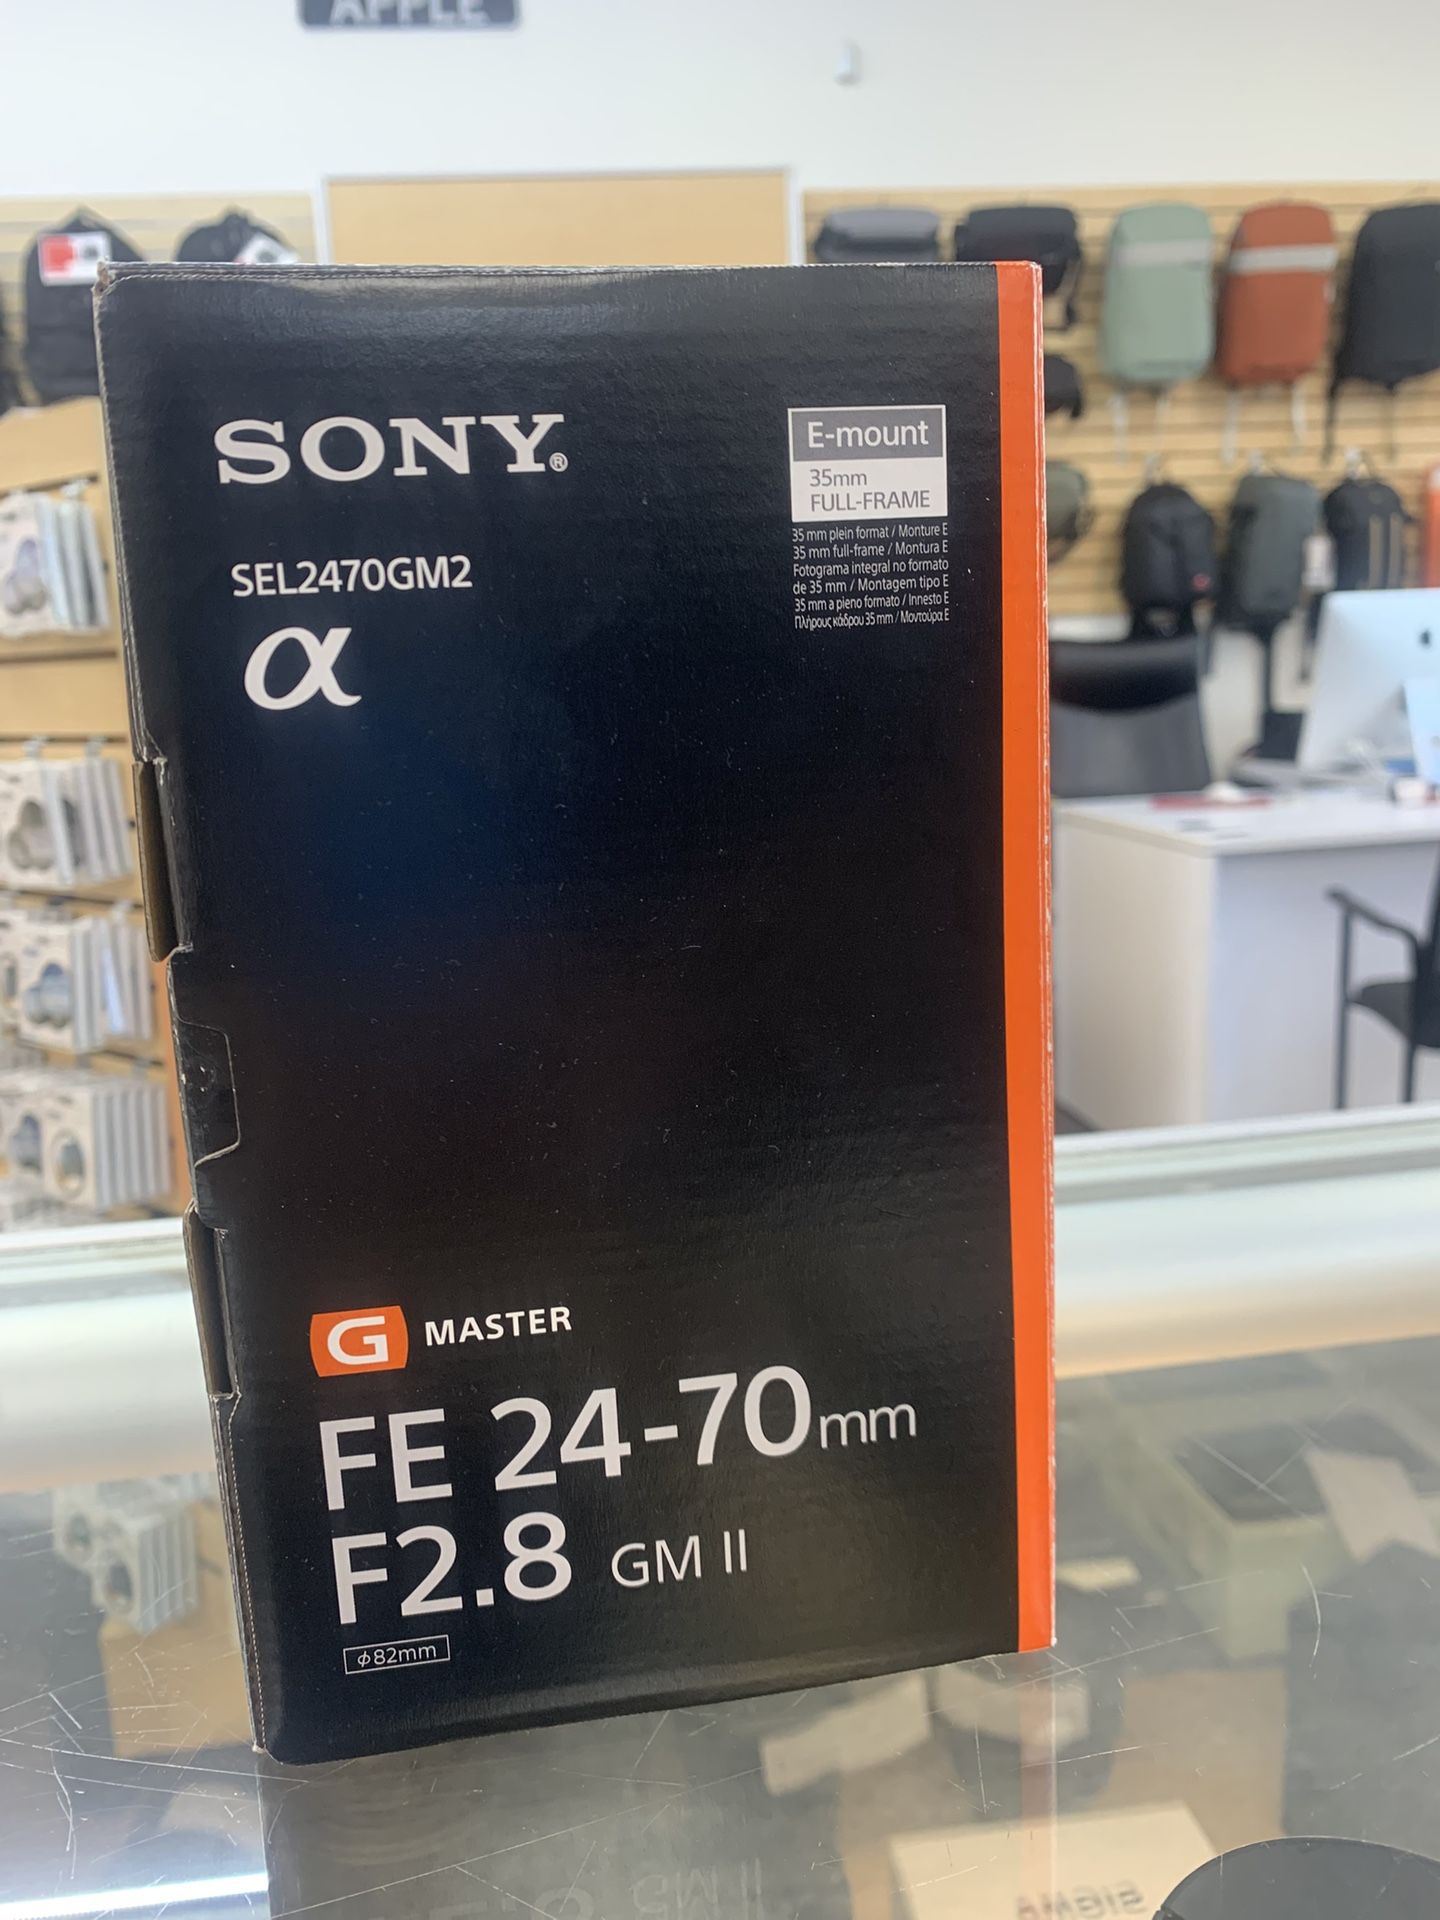 APPLE
SONY®
E-mount
35mm
FULL-FRAME
35 mm plein format / Monture E
35 mm full-frame / Montura E
Fotograma integral no formato
de 35 mm / Montagem tipo E
35 mm a pieno formato / Innesto E
Πλήρους κάδρου 35 mm / Μοντούρα E
SEL2470GM2
α
G MASTER
FE 24-70mm
F2.8 GM II
ϕ82mm
SIGMA